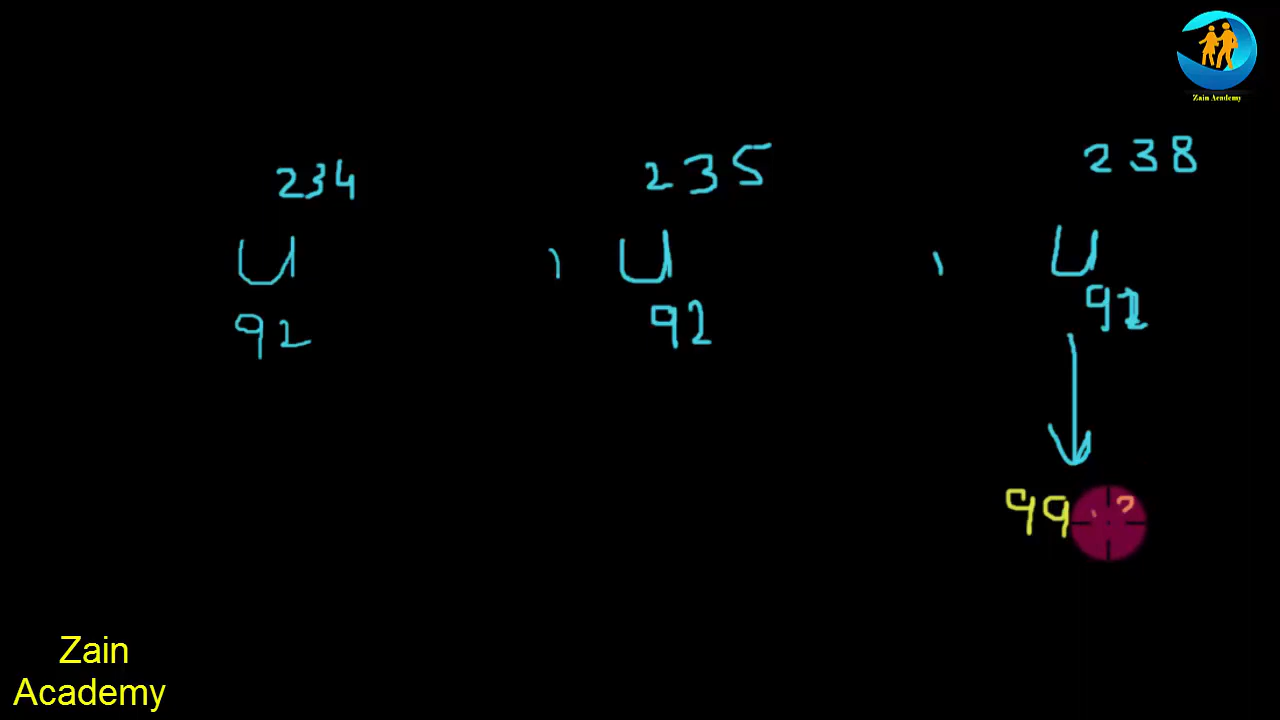 Zain Academy
234 235 238
U , U , U
92 92 92
99
Zain
Academy